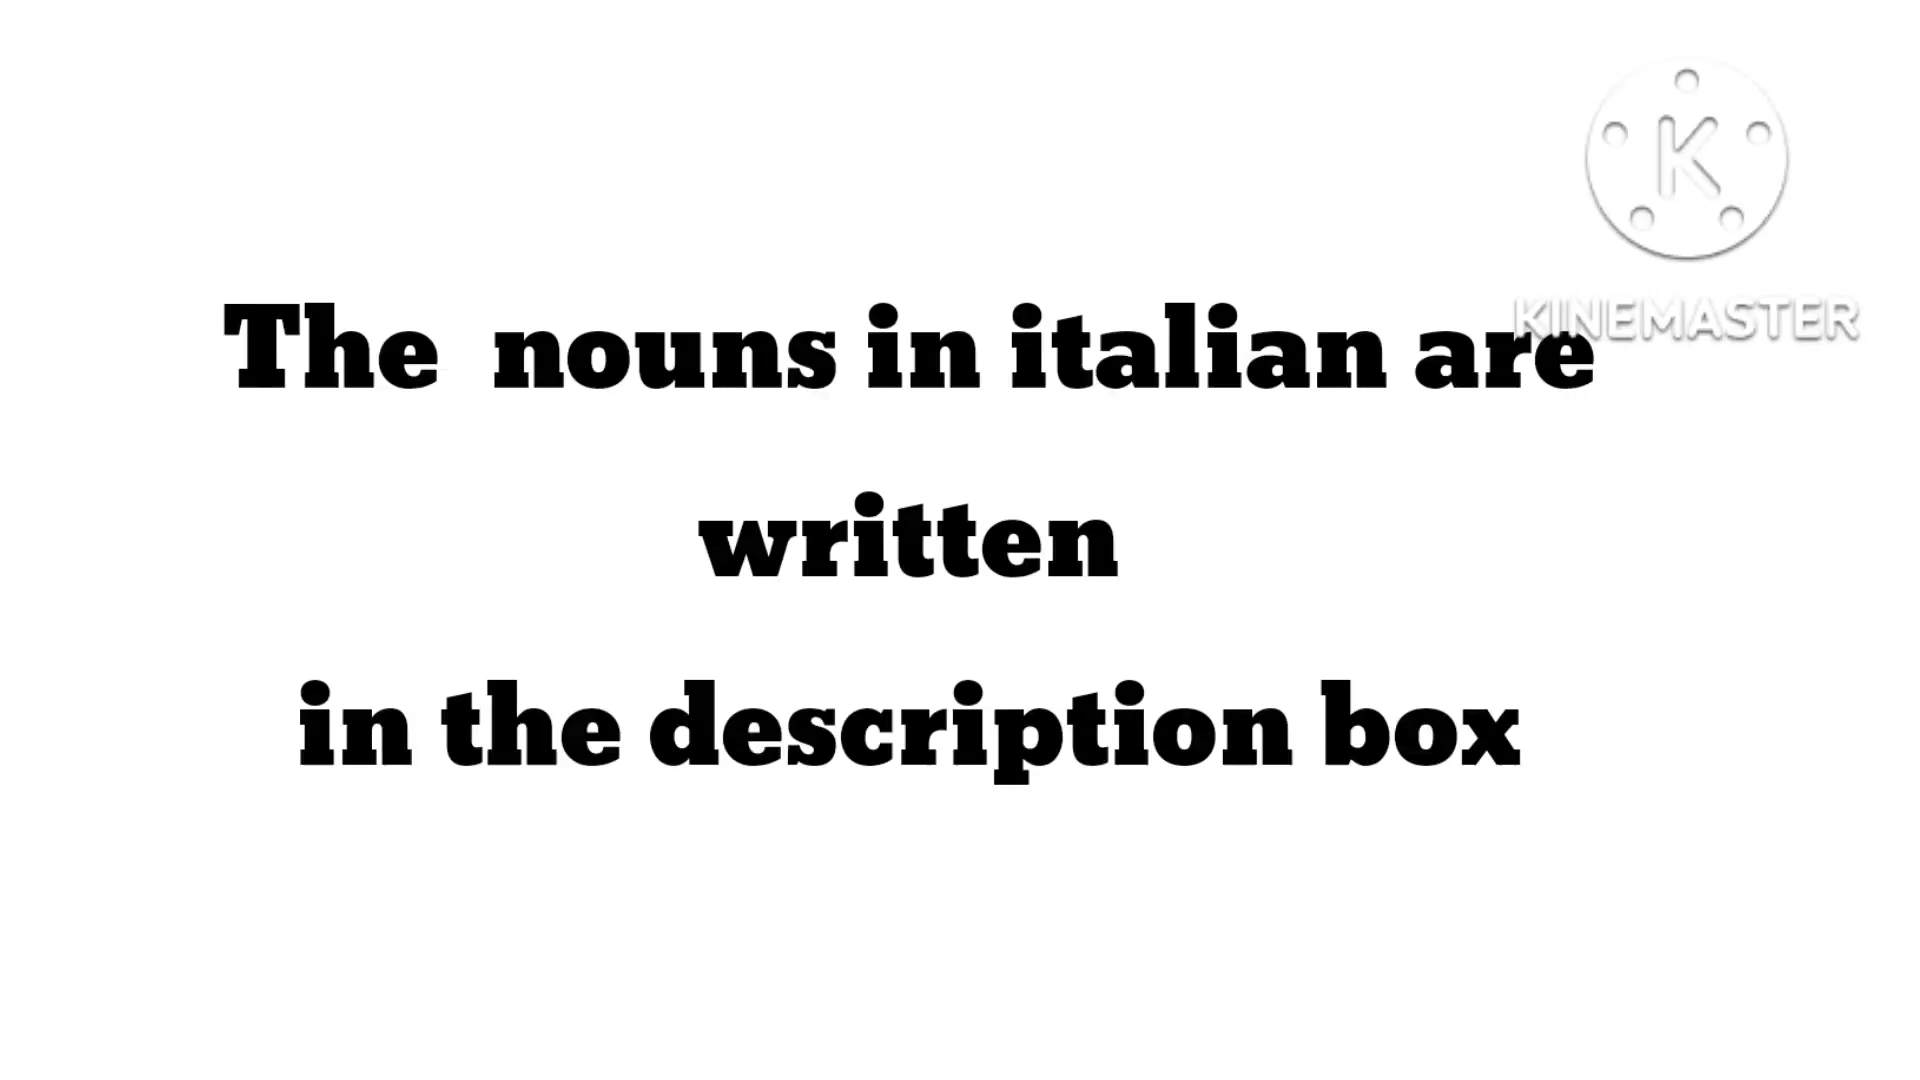 K
KINEMASTER
The  nouns in italian are
written
in the description box